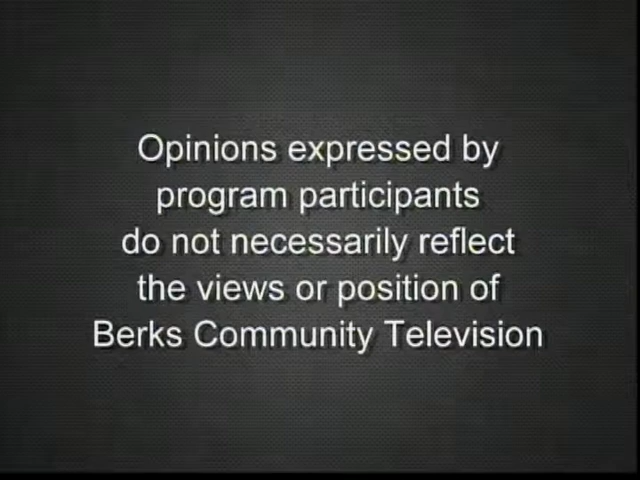 Opinions expressed by
program participants
do not necessarily reflect
the views or position of
Berks Community Television